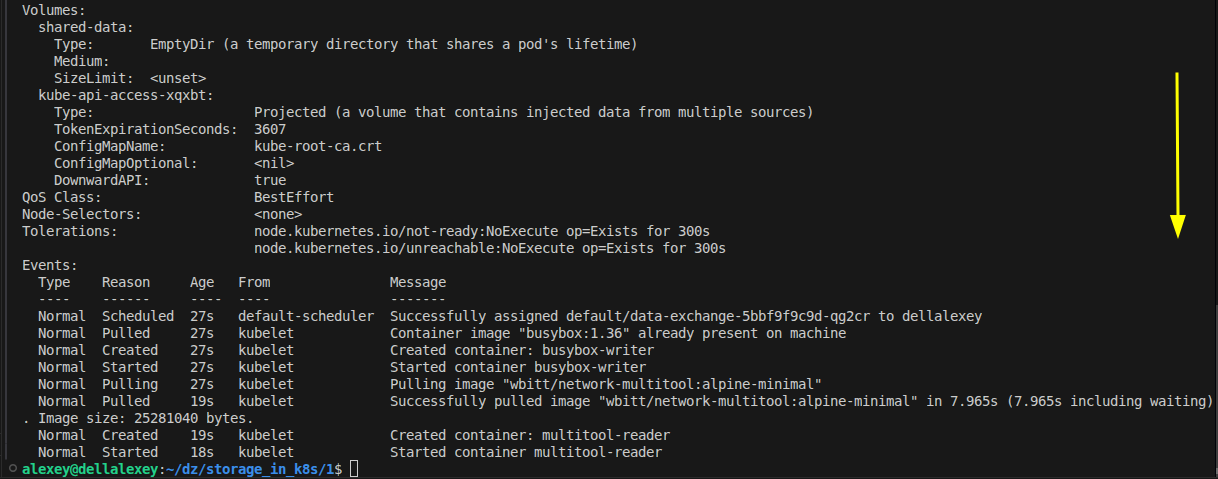 Volumes:
  shared-data:
    Type:       EmptyDir (a temporary directory that shares a pod's lifetime)
    Medium:
    SizeLimit:  <unset>
  kube-api-access-xqxbt:
    Type:                    Projected (a volume that contains injected data from multiple sources)
    TokenExpirationSeconds:  3607
    ConfigMapName:           kube-root-ca.crt
    ConfigMapOptional:       <nil>
    DownwardAPI:             true
QoS Class:                   BestEffort
Node-Selectors:              <none>
Tolerations:                 node.kubernetes.io/not-ready:NoExecute op=Exists for 300s
                             node.kubernetes.io/unreachable:NoExecute op=Exists for 300s
Events:
  Type    Reason     Age   From               Message
  ----    ------     ----  ----               -------
  Normal  Scheduled  27s   default-scheduler  Successfully assigned default/data-exchange-5bbf9f9c9d-qg2cr to dellalexey
  Normal  Pulled     27s   kubelet            Container image "busybox:1.36" already present on machine
  Normal  Created    27s   kubelet            Created container: busybox-writer
  Normal  Started    27s   kubelet            Started container busybox-writer
  Normal  Pulling    27s   kubelet            Pulling image "wbitt/network-multitool:alpine-minimal"
  Normal  Pulled     19s   kubelet            Successfully pulled image "wbitt/network-multitool:alpine-minimal" in 7.965s (7.965s including waiting)
. Image size: 25281040 bytes.
  Normal  Created    19s   kubelet            Created container: multitool-reader
  Normal  Started    18s   kubelet            Started container multitool-reader
alexey@dellalexey:~/dz/storage_in_k8s/1$